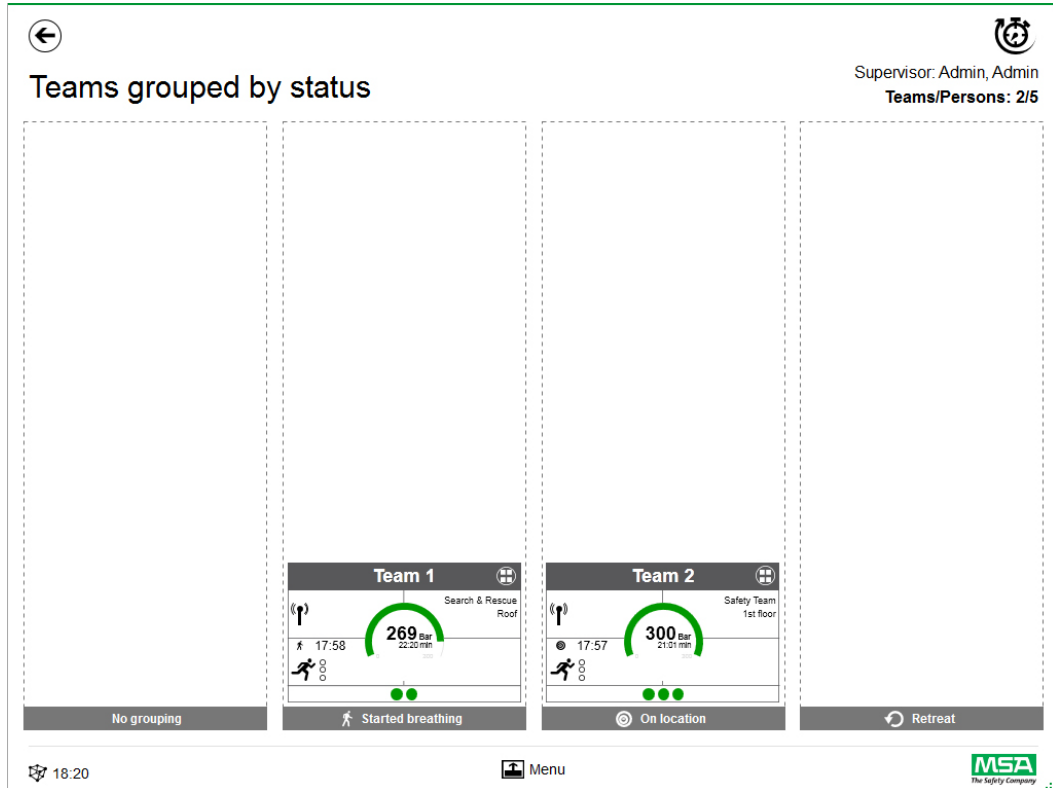 Teams grouped by status
Supervisor: Admin, Admin
Teams/Persons: 2/5
Team 1
Search & Rescue
Roof
269 Bar
22:20 min
17:58
Team 2
Safety Team
1st floor
300 Bar
21:01 min
17:57
No grouping
Started breathing
On location
Retreat
18:20
Menu
MSA
The Safety Company